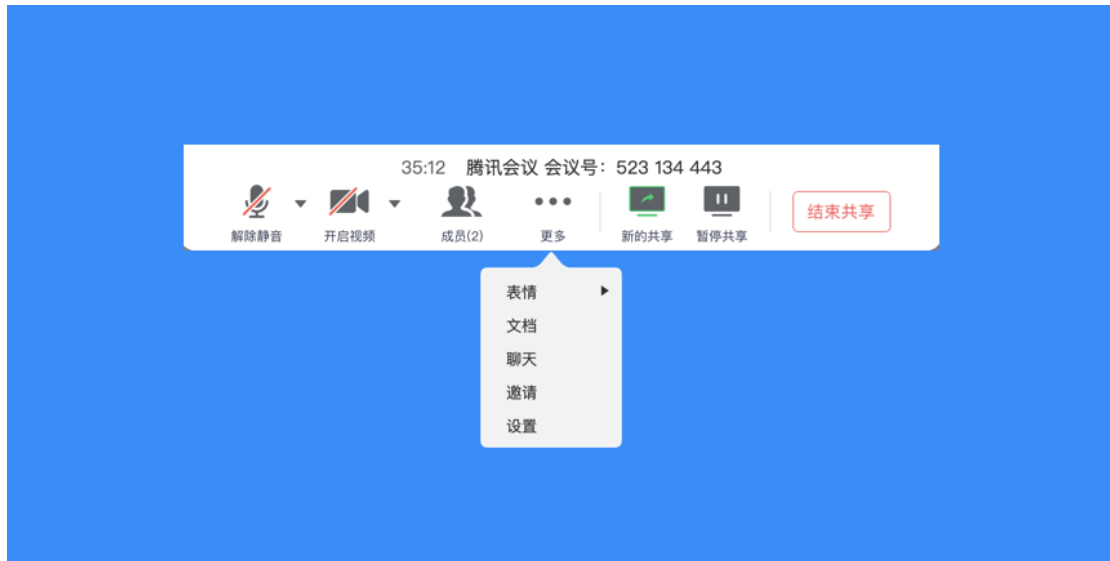 35:12 腾讯会议 会议号：523 134 443
解除静音 开启视频 成员(2) 更多 新的共享 暂停共享 结束共享
表情
文档
聊天
邀请
设置